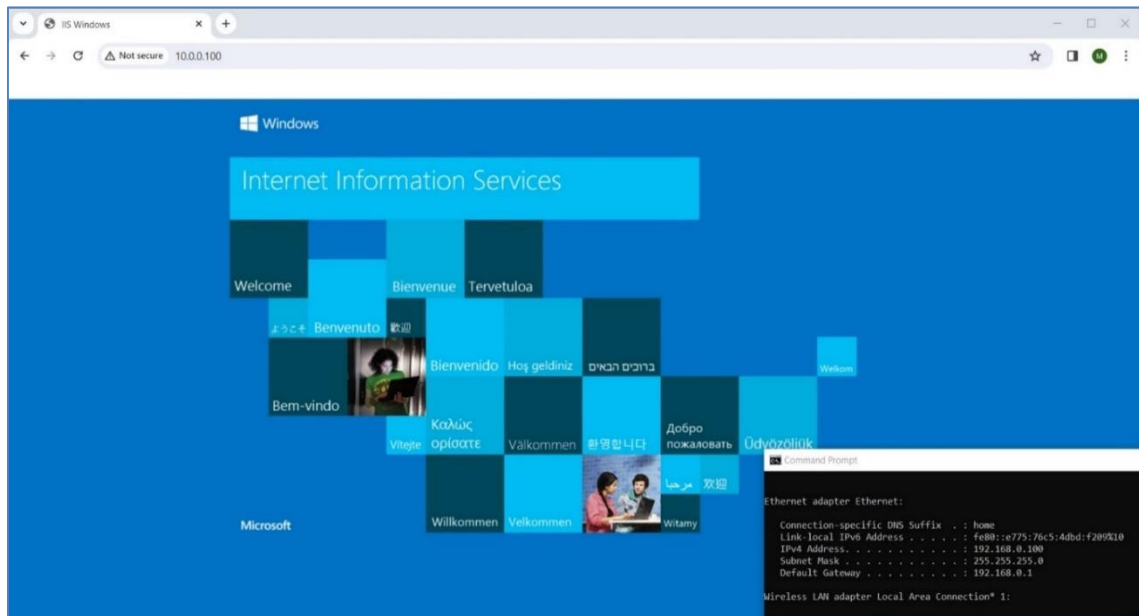 IIS Windows
Not secure 10.0.0.100
M
Windows
Internet Information Services
Welcome
Bienvenue
Tervetuloa
ようこそ
Benvenuto
歡迎
Bienvenido
Hoş geldiniz
ברוכים הבאים
Welkom
Bem-vindo
Vítejte
Καλώς
ορίσατε
Välkommen
환영합니다
Добро
пожаловать
Üdvözöljük
مرحبا
欢迎
Microsoft
Willkommen
Velkommen
Witamy
Command Prompt
Ethernet adapter Ethernet:
Connection-specific DNS Suffix . : home
Link-local IPv6 Address . . . . . : fe80::e775:76c5:4dbd:f209%10
IPv4 Address. . . . . . . . . . . : 192.168.0.100
Subnet Mask . . . . . . . . . . . : 255.255.255.0
Default Gateway . . . . . . . . . : 192.168.0.1
Wireless LAN adapter Local Area Connection* 1: